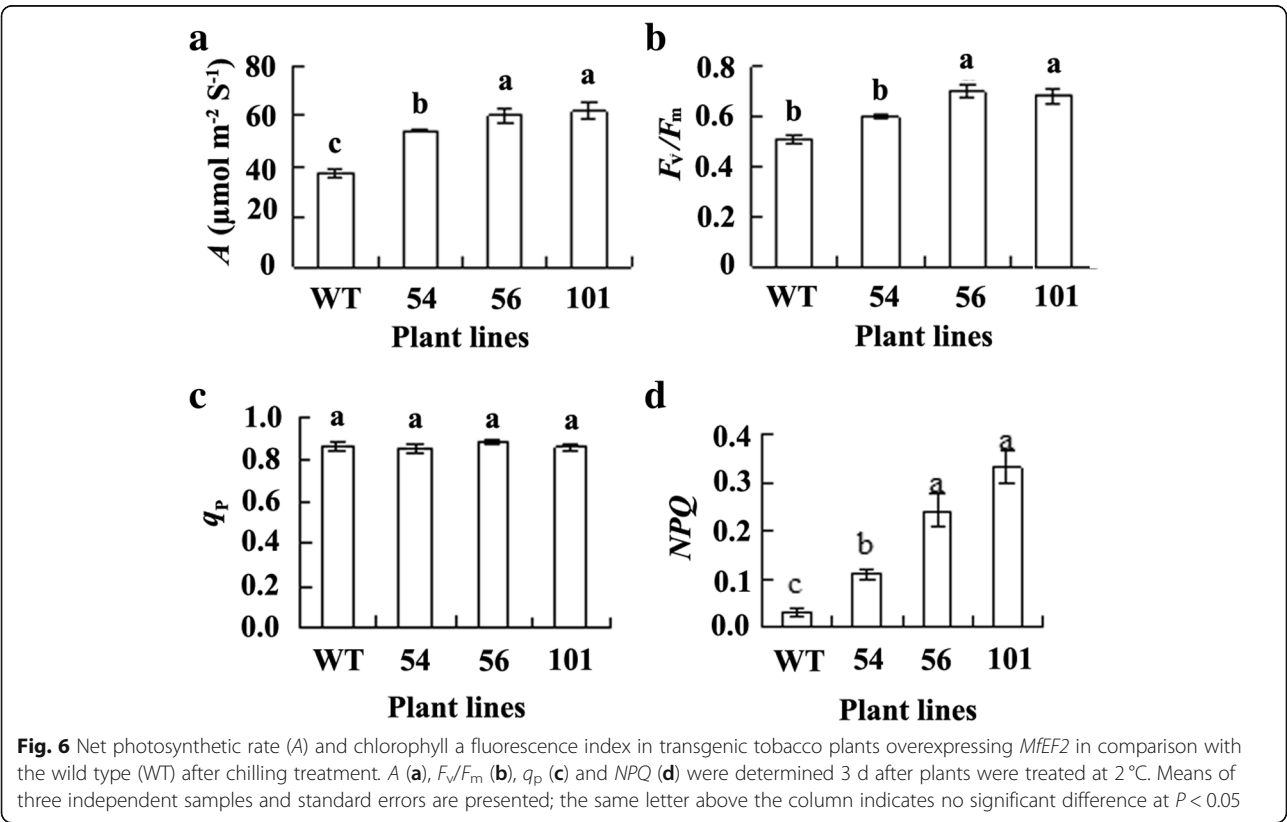 a
A (µmol m⁻² S⁻¹)
80
60
40
20
0
c
b
a
a
WT 54 56 101
Plant lines
b
Fᵥ/Fₘ
0.8
0.6
0.4
0.2
0
b
b
a
a
WT 54 56 101
Plant lines
c
qP
1.0
0.8
0.6
0.4
0.2
0.0
a
a
a
a
WT 54 56 101
Plant lines
d
NPQ
0.4
0.3
0.2
0.1
0.0
c
b
a
a
WT 54 56 101
Plant lines
Fig. 6 Net photosynthetic rate (A) and chlorophyll a fluorescence index in transgenic tobacco plants overexpressing MfEF2 in comparison with
the wild type (WT) after chilling treatment. A (a), Fᵥ/Fₘ (b), qₚ (c) and NPQ (d) were determined 3 d after plants were treated at 2 °C. Means of
three independent samples and standard errors are presented; the same letter above the column indicates no significant difference at P < 0.05